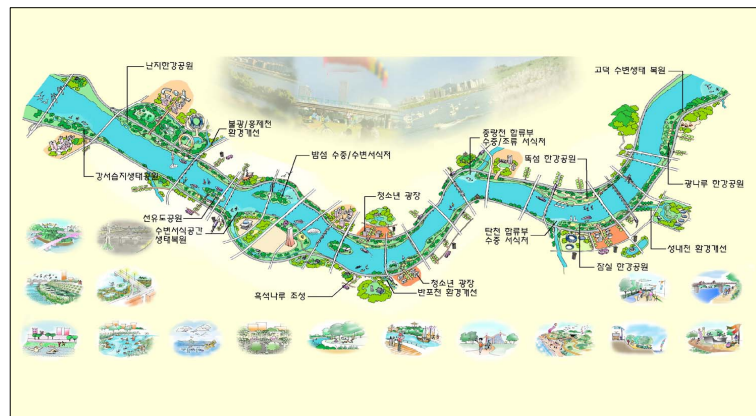 난지한강공원
고덕 수변생태 복원
불광/홍제천
환경개선
중랑천 합류부
수중/조류 서식처
밤섬 수중/수변서식처
뚝섬 한강공원
강서습지생태공원
청소년 광장
광나루 한강공원
선유도공원
수변서식공간
생태복원
탄천 합류부
수중 서식처
성내천 환경개선
잠실 한강공원
청소년 광장
흑석나루 조성
반포천 환경개선